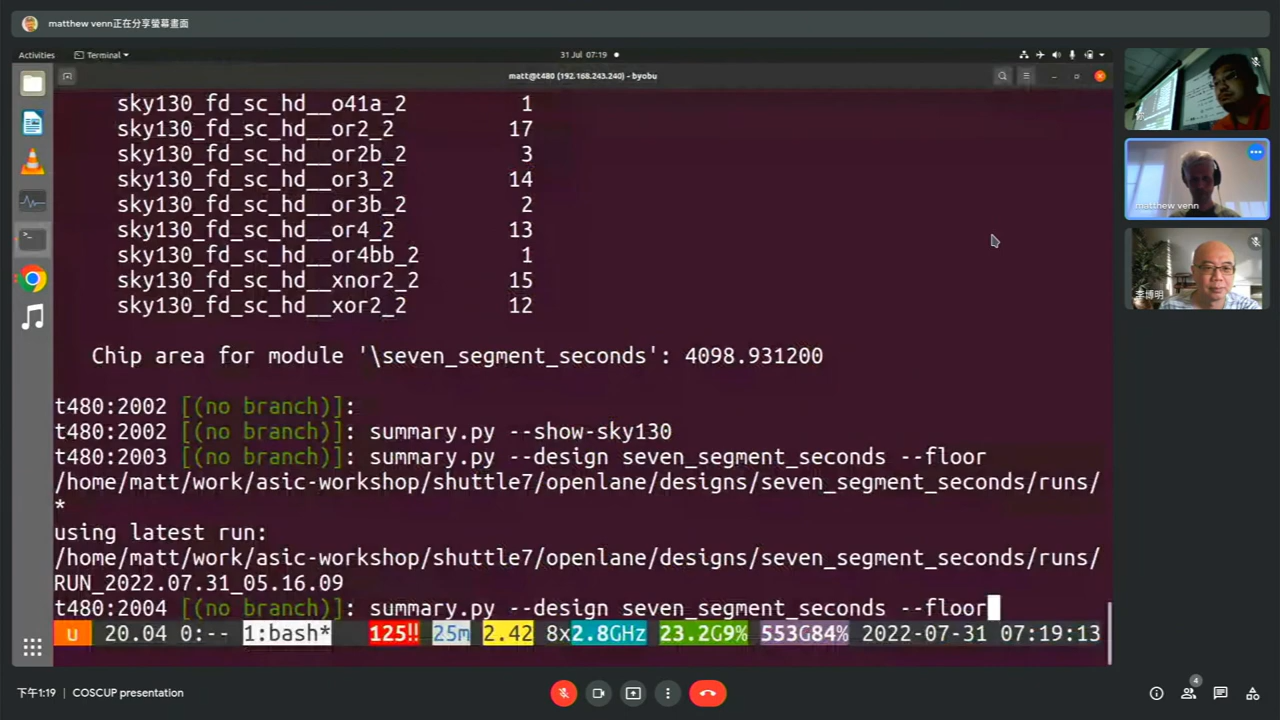 matthew venn正在分享螢幕畫面
Activities
Terminal
31 Jul 07:19
matt@t480 (192.168.243.240) - byobu
sky130_fd_sc_hd__o41a_2 1
sky130_fd_sc_hd__or2_2 17
sky130_fd_sc_hd__or2b_2 3
sky130_fd_sc_hd__or3_2 14
sky130_fd_sc_hd__or3b_2 2
sky130_fd_sc_hd__or4_2 13
sky130_fd_sc_hd__or4bb_2 1
sky130_fd_sc_hd__xnor2_2 15
sky130_fd_sc_hd__xor2_2 12
Chip area for module '\seven_segment_seconds': 4098.931200
t480:2002 [(no branch)]:
t480:2002 [(no branch)]: summary.py --show-sky130
t480:2003 [(no branch)]: summary.py --design seven_segment_seconds --floor
/home/matt/work/asic-workshop/shuttle7/openlane/designs/seven_segment_seconds/runs/
*
using latest run:
/home/matt/work/asic-workshop/shuttle7/openlane/designs/seven_segment_seconds/runs/
RUN_2022.07.31_05.16.09
t480:2004 [(no branch)]: summary.py --design seven_segment_seconds --floor
u 20.04 0:-- 1:bash* 125!! 25m 2.42 8x2.8GHz 23.2G9% 553G84% 2022-07-31 07:19:13
matthew venn
李博明
下午1:19 | COSCUP presentation
4